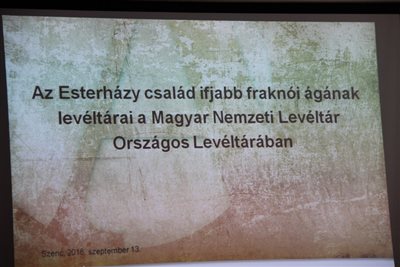 Az Esterházy család ifjabb fraknói ágának
levéltárai a Magyar Nemzeti Levéltár
Országos Levéltárában
Szenc, 2016. szeptember 13.